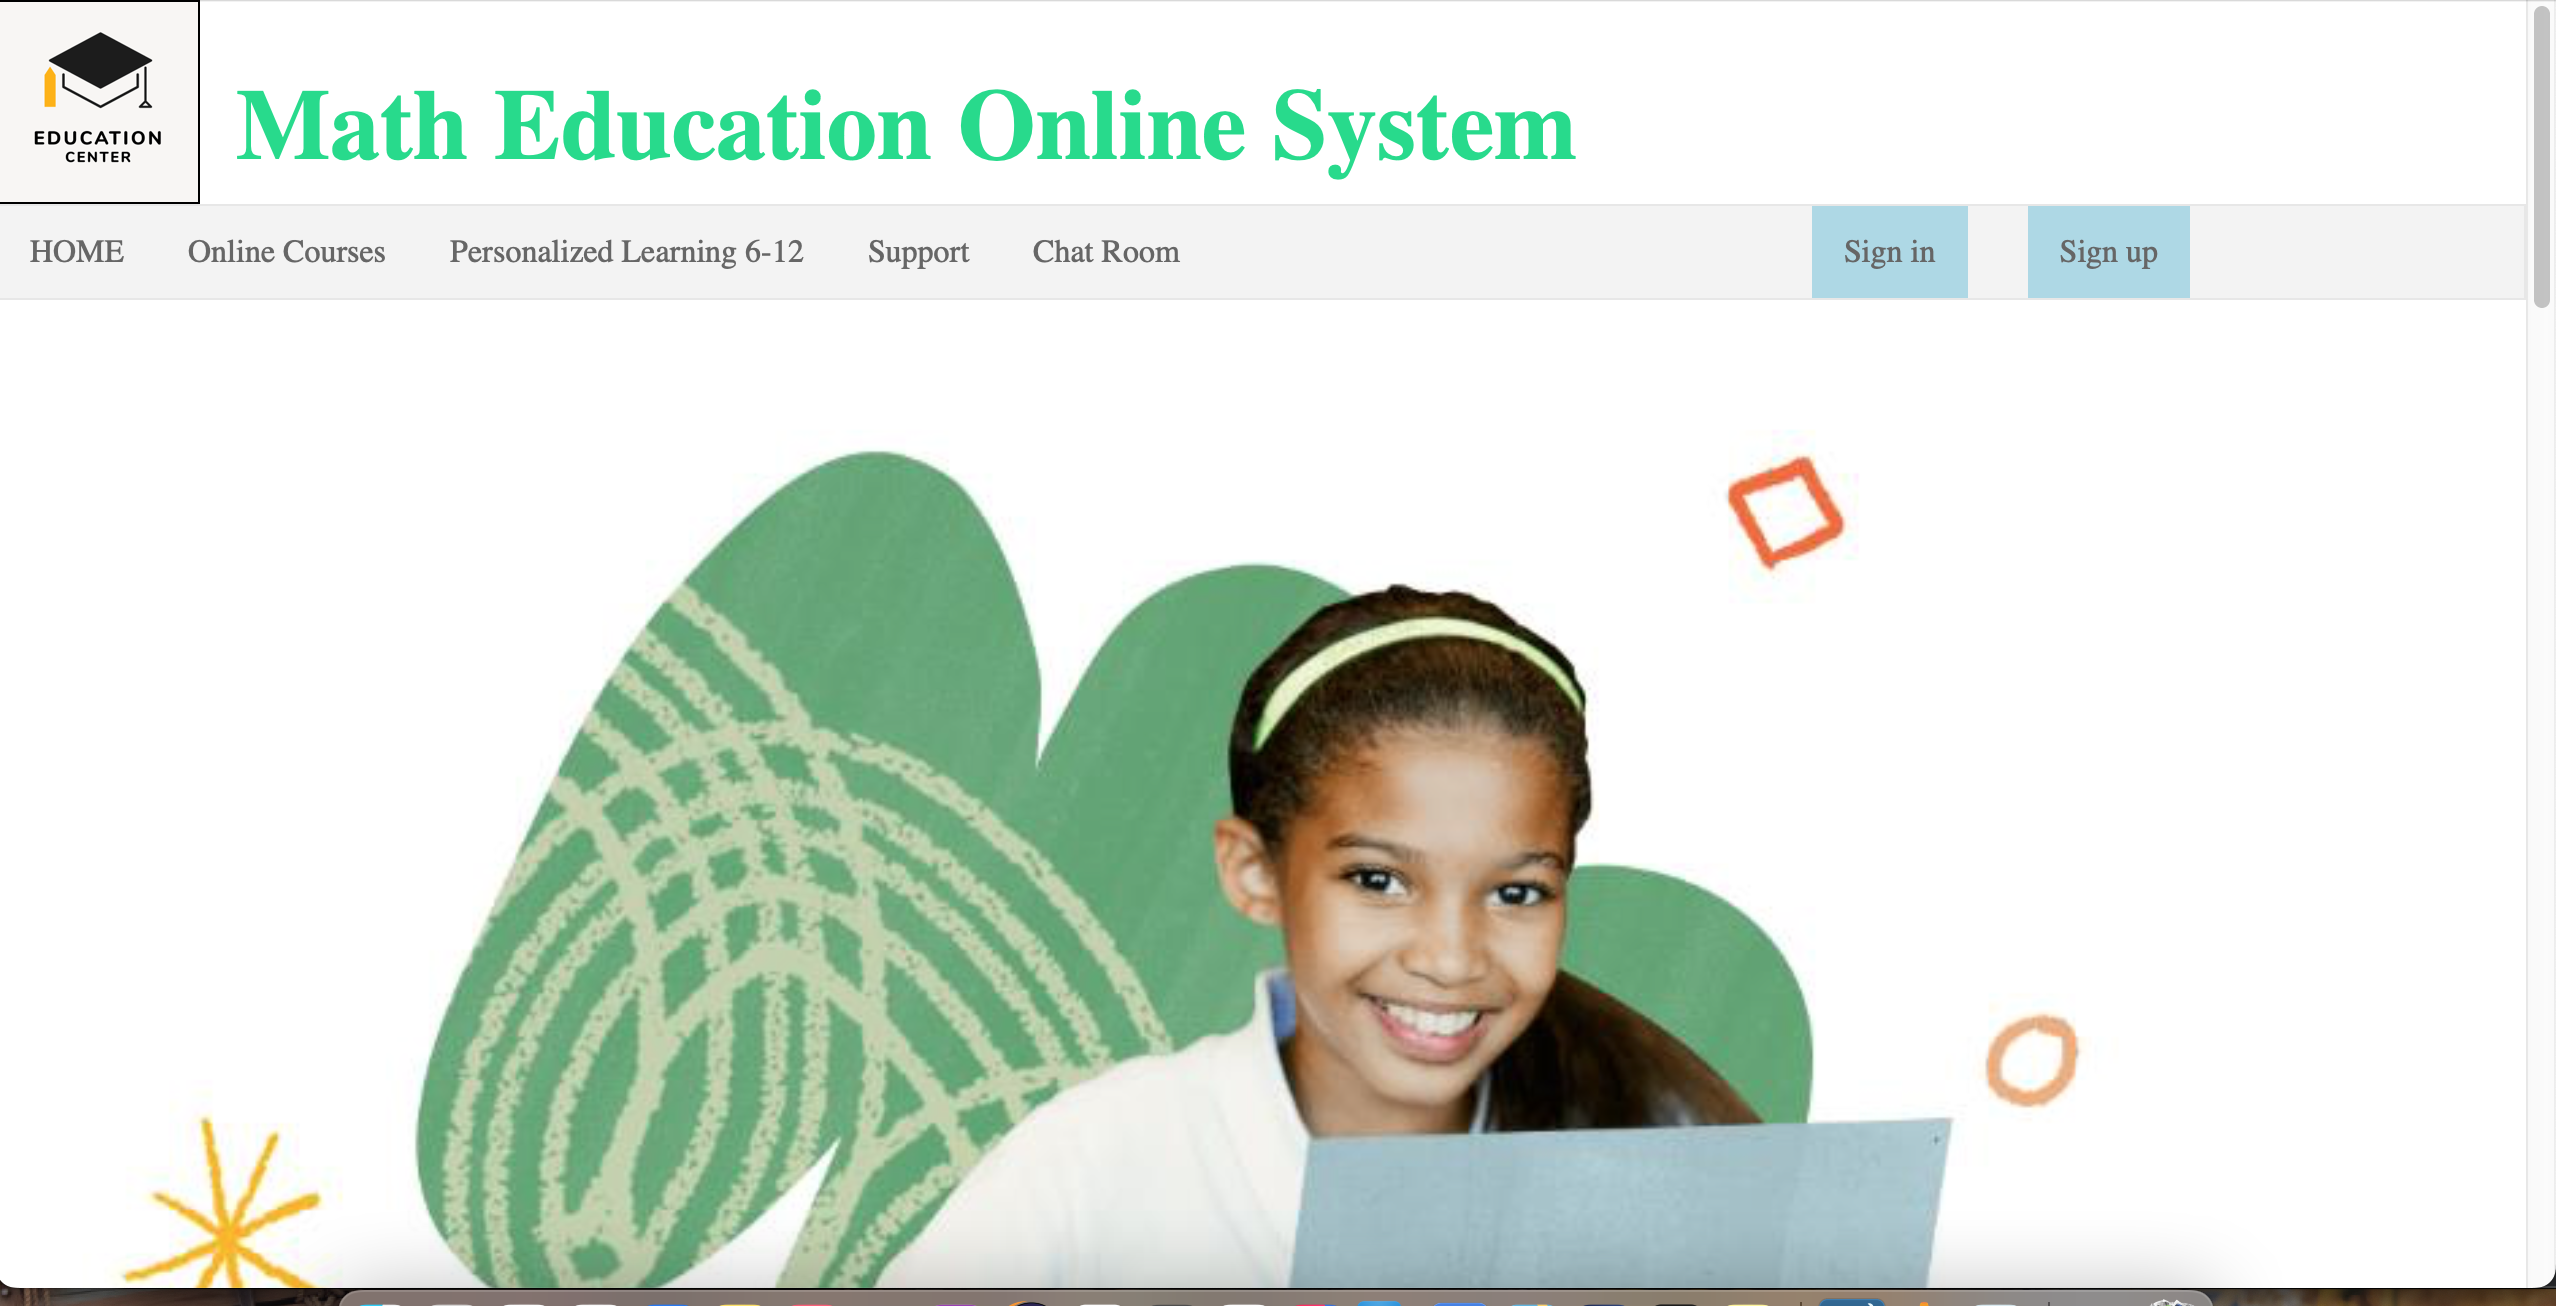 EDUCATION
CENTER
Math Education Online System
HOME Online Courses Personalized Learning 6-12 Support Chat Room Sign in Sign up